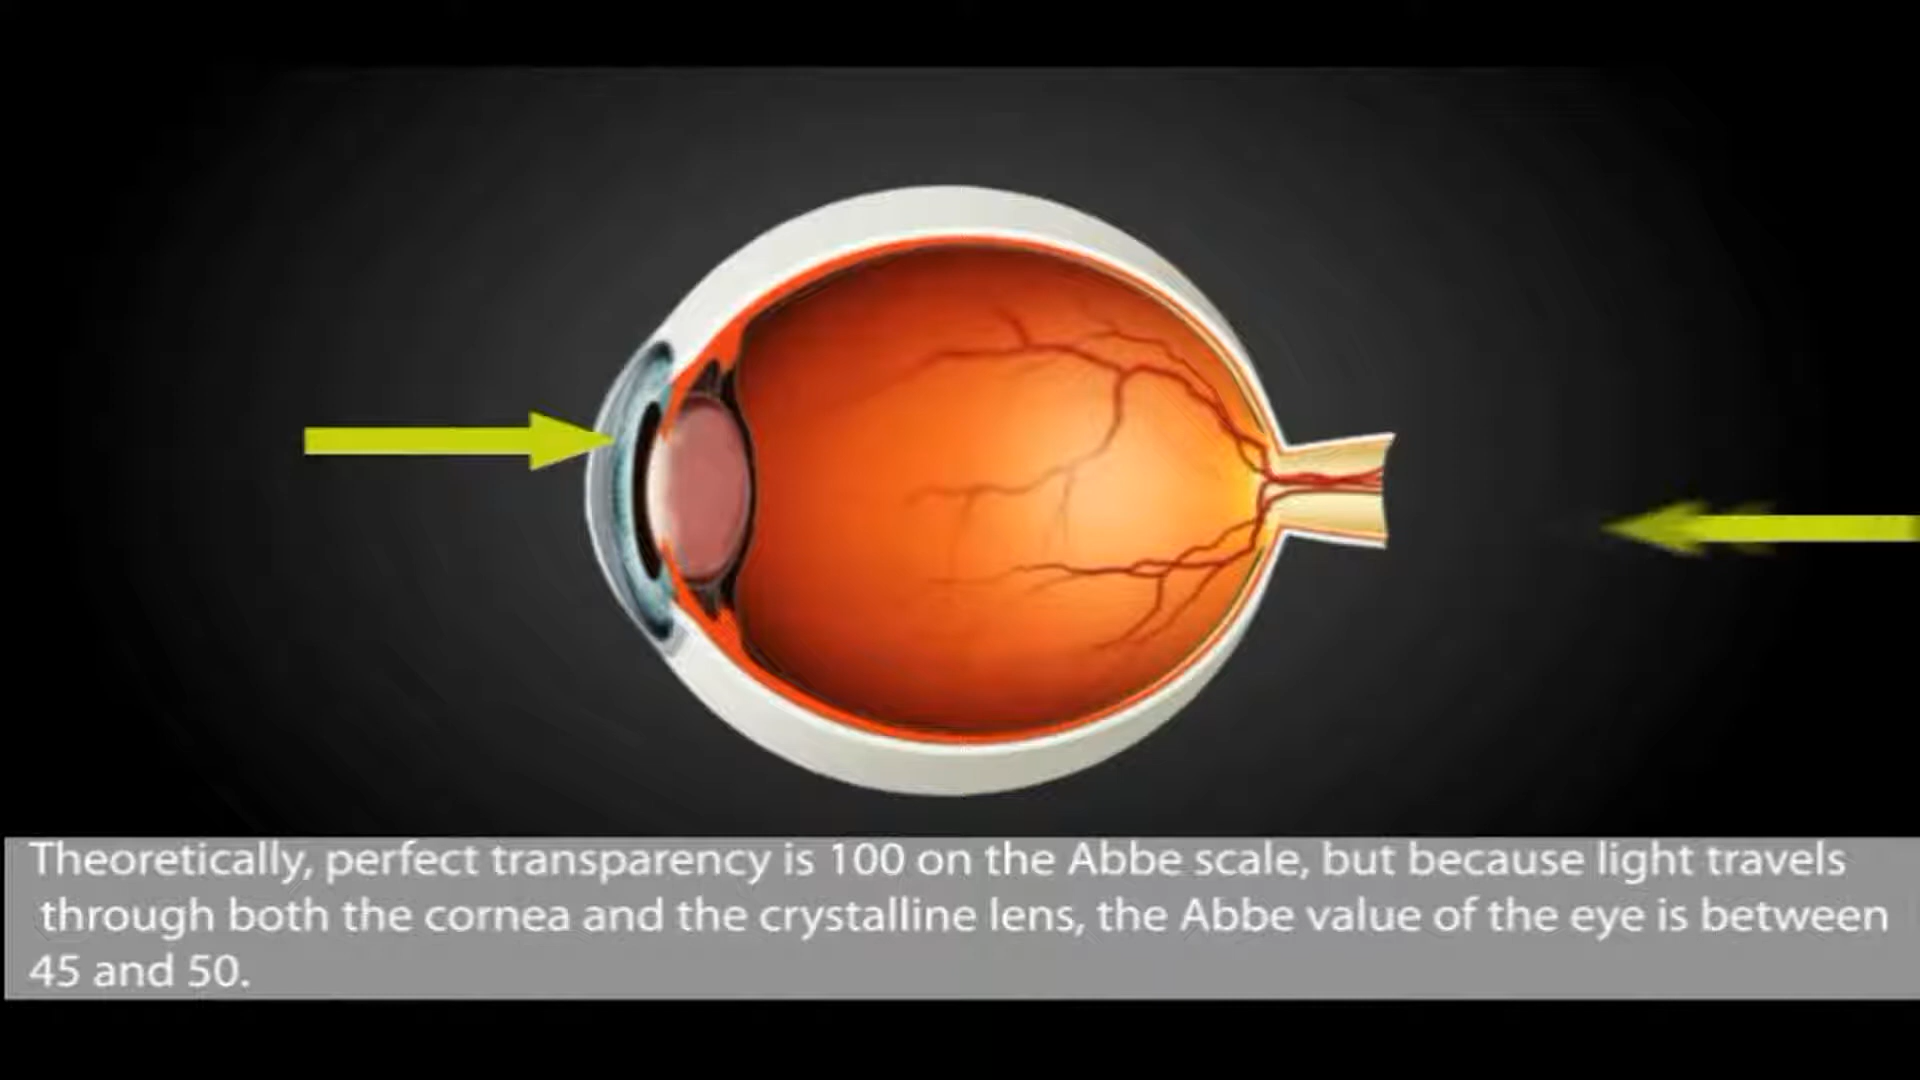 Theoretically, perfect transparency is 100 on the Abbe scale, but because light travels
through both the cornea and the crystalline lens, the Abbe value of the eye is between
45 and 50.